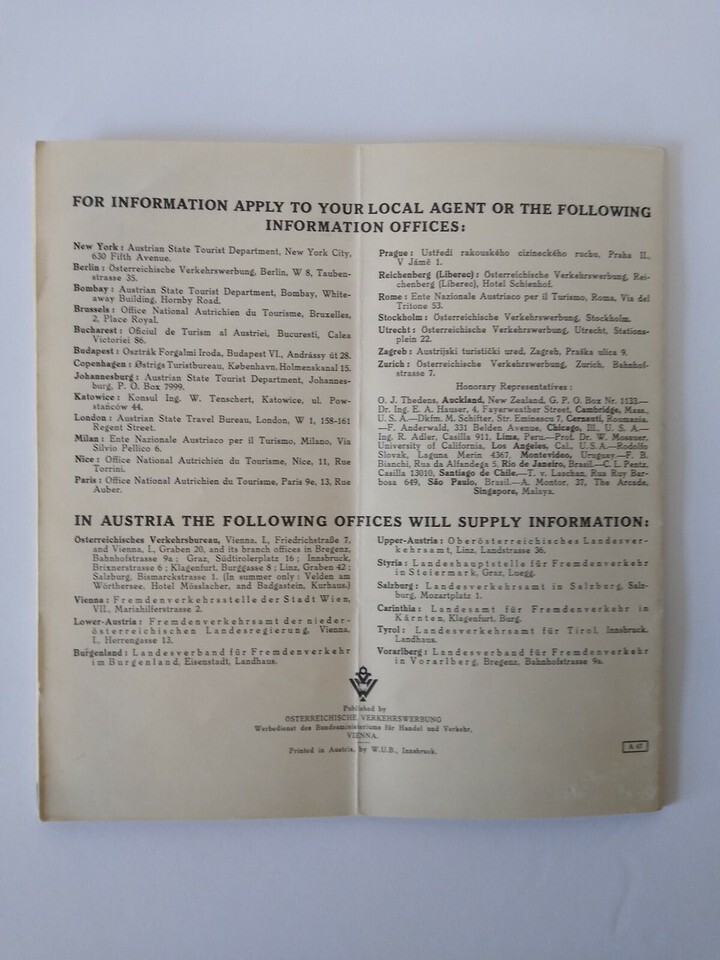 FOR INFORMATION APPLY TO YOUR LOCAL AGENT OR THE FOLLOWING
INFORMATION OFFICES:
New York: Austrian State Tourist Department, New York City,
630 Fifth Avenue.
Berlin: Österreichische Verkehrswerbung, Berlin, W 8, Tauben-
strasse 35.
Bombay: Austrian State Tourist Department, Bombay, White-
away Building, Hornby Road.
Brussels: Office National Autrichien du Tourisme, Bruxelles,
2, Place Royal.
Bucharest: Oficiul de Turism al Austriei, Bucuresti, Calea
Victoriei 86.
Budapest: Osztrák Forgalmi Iroda, Budapest VI., Andrássy út 28.
Copenhagen: Østrigs Turistbureau, København, Holmenskanal 15.
Johannesburg: Austrian State Tourist Department, Johannes-
burg, P. O. Box 7999.
Katowice: Konsul Ing. W. Tenschert, Katowice, ul. Pow-
stańców 44.
London: Austrian State Travel Bureau, London, W 1, 158-161
Regent Street.
Milan: Ente Nazionale Austriaco per il Turismo, Milano, Via
Silvio Pellico 6.
Nice: Office National Autrichien du Tourisme, Nice, 11, Rue
Torrini.
Paris: Office National Autrichien du Tourisme, Paris 9e, 13, Rue
Auber.
Prague: Ustředí rakouského cizineckého ruchu, Praha II.,
V Jámě 1.
Reichenberg (Liberec): Österreichische Verkehrswerbung, Rei-
chenberg (Liberec), Hotel Schienhof.
Rome: Ente Nazionale Austriaco per il Turismo, Roma, Via del
Tritone 53.
Stockholm: Österreichische Verkehrswerbung, Stockholm.
Utrecht: Österreichische Verkehrswerbung, Utrecht, Stations-
plein 22.
Zagreb: Austrijski turistički ured, Zagreb, Praška ulica 9.
Zurich: Österreichische Verkehrswerbung, Zurich, Bahnhof-
strasse 7.
Honorary Representatives:
O. J. Thedens, Auckland, New Zealand, G. P. O. Box Nr. 1133.—
Dr. Ing. E. A. Hauser, 4, Fayerweather Street, Cambridge, Mass.,
U. S. A.—Dkfm. M. Schifter, Str. Eminescu 7, Cernauti, Roumania.
—F. Anderwald, 331 Belden Avenue, Chicago, Ill., U. S. A.—
Ing. R. Adler, Casilla 911, Lima, Peru.—Prof. Dr. W. Mosauer,
University of California, Los Angeles, Cal., U.S.A.—Rodolfo
Slovak, Laguna Merin 4367, Montevideo, Uruguay.—F. B.
Bianchi, Rua da Alfandega 5, Rio de Janeiro, Brasil.—C. L. Pentz,
Casilla 13010, Santiago de Chile.—T. v. Laschan, Rua Ruy Bar-
bosa 649, São Paulo, Brasil.—A. Montor, 37, The Arcade,
Singapore, Malaya.
IN AUSTRIA THE FOLLOWING OFFICES WILL SUPPLY INFORMATION:
Österreichisches Verkehrsbureau, Vienna, I., Friedrichstraße 7,
and Vienna, I., Graben 20, and its branch offices in Bregenz,
Bahnhofstrasse 9a; Graz, Südtirolerplatz 16; Innsbruck,
Brixnerstrasse 6; Klagenfurt, Burggasse 8; Linz, Graben 42;
Salzburg, Bismarckstrasse 1. (In summer only: Velden am
Wörthersee, Hotel Mösslacher, and Badgastein, Kurhaus.)
Vienna: Fremdenverkehrsstelle der Stadt Wien,
VII., Mariahilferstrasse 2.
Lower-Austria: Fremdenverkehrsamt der nieder-
österreichischen Landesregierung, Vienna,
I., Herrengasse 13.
Burgenland: Landesverband für Fremdenverkehr
im Burgenland, Eisenstadt, Landhaus.
Upper-Austria: Oberösterreichisches Landesver-
kehrsamt, Linz, Landstrasse 36.
Styria: Landeshauptstelle für Fremdenverkehr
in Steiermark, Graz, Luegg.
Salzburg: Landesverkehrsamt in Salzburg, Salz-
burg, Mozartplatz 1.
Carinthia: Landesamt für Fremdenverkehr in
Kärnten, Klagenfurt, Burg.
Tyrol: Landesverkehrsamt für Tirol, Innsbruck,
Landhaus.
Vorarlberg: Landesverband für Fremdenverkehr
in Vorarlberg, Bregenz, Bahnhofstrasse 9a.
Published by
ÖSTERREICHISCHE VERKEHRSWERBUNG
Werbedienst des Bundesministeriums für Handel und Verkehr,
VIENNA.
Printed in Austria, by W.U.B., Innsbruck.
A 67